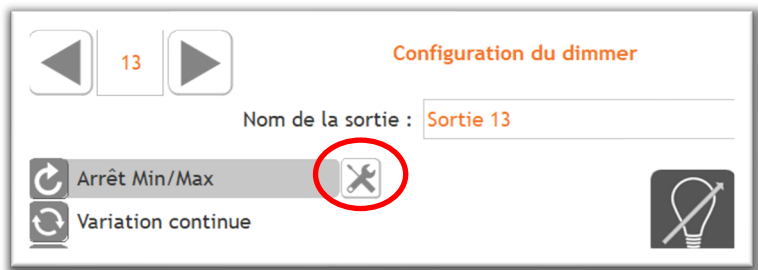 13
Configuration du dimmer
Nom de la sortie : Sortie 13
Arrêt Min/Max
Variation continue